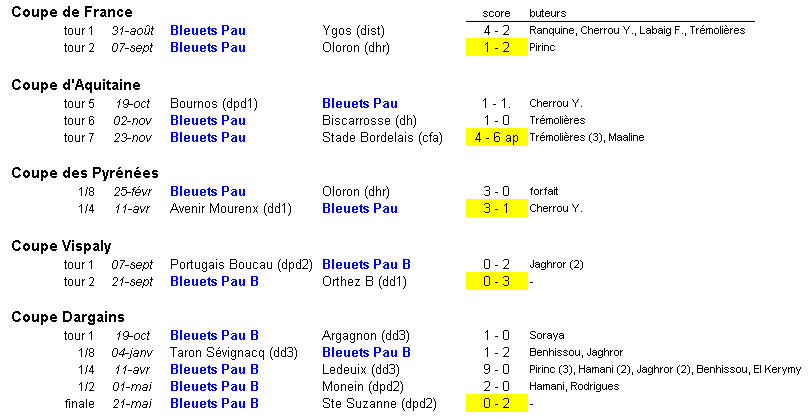 Coupe de France score buteurs
tour 1 31-août Bleuets Pau Ygos (dist) 4 - 2 Ranquine, Cherrou Y., Labaig F., Trémolières
tour 2 07-sept Bleuets Pau Oloron (dhr) 1 - 2 Pirinc
Coupe d'Aquitaine
tour 5 19-oct Bournos (dpd1) Bleuets Pau 1 - 1. Cherrou Y.
tour 6 02-nov Bleuets Pau Biscarrosse (dh) 1 - 0 Trémolières
tour 7 23-nov Bleuets Pau Stade Bordelais (cfa) 4 - 6 ap Trémolières (3), Maaline
Coupe des Pyrénées
1/8 25-févr Bleuets Pau Oloron (dhr) 3 - 0 forfait
1/4 11-avr Avenir Mourenx (dd1) Bleuets Pau 3 - 1 Cherrou Y.
Coupe Vispaly
tour 1 07-sept Portugais Boucau (dpd2) Bleuets Pau B 0 - 2 Jaghror (2)
tour 2 21-sept Bleuets Pau B Orthez B (dd1) 0 - 3 -
Coupe Dargains
tour 1 19-oct Bleuets Pau B Argagnon (dd3) 1 - 0 Soraya
1/8 04-janv Taron Sévignacq (dd3) Bleuets Pau B 1 - 2 Benhissou, Jaghror
1/4 11-avr Bleuets Pau B Ledeuix (dd3) 9 - 0 Pirinc (3), Hamani (2), Jaghror (2), Benhissou, El Kerymy
1/2 01-mai Bleuets Pau B Monein (dpd2) 2 - 0 Hamani, Rodrigues
finale 21-mai Bleuets Pau B Ste Suzanne (dpd2) 0 - 2 -